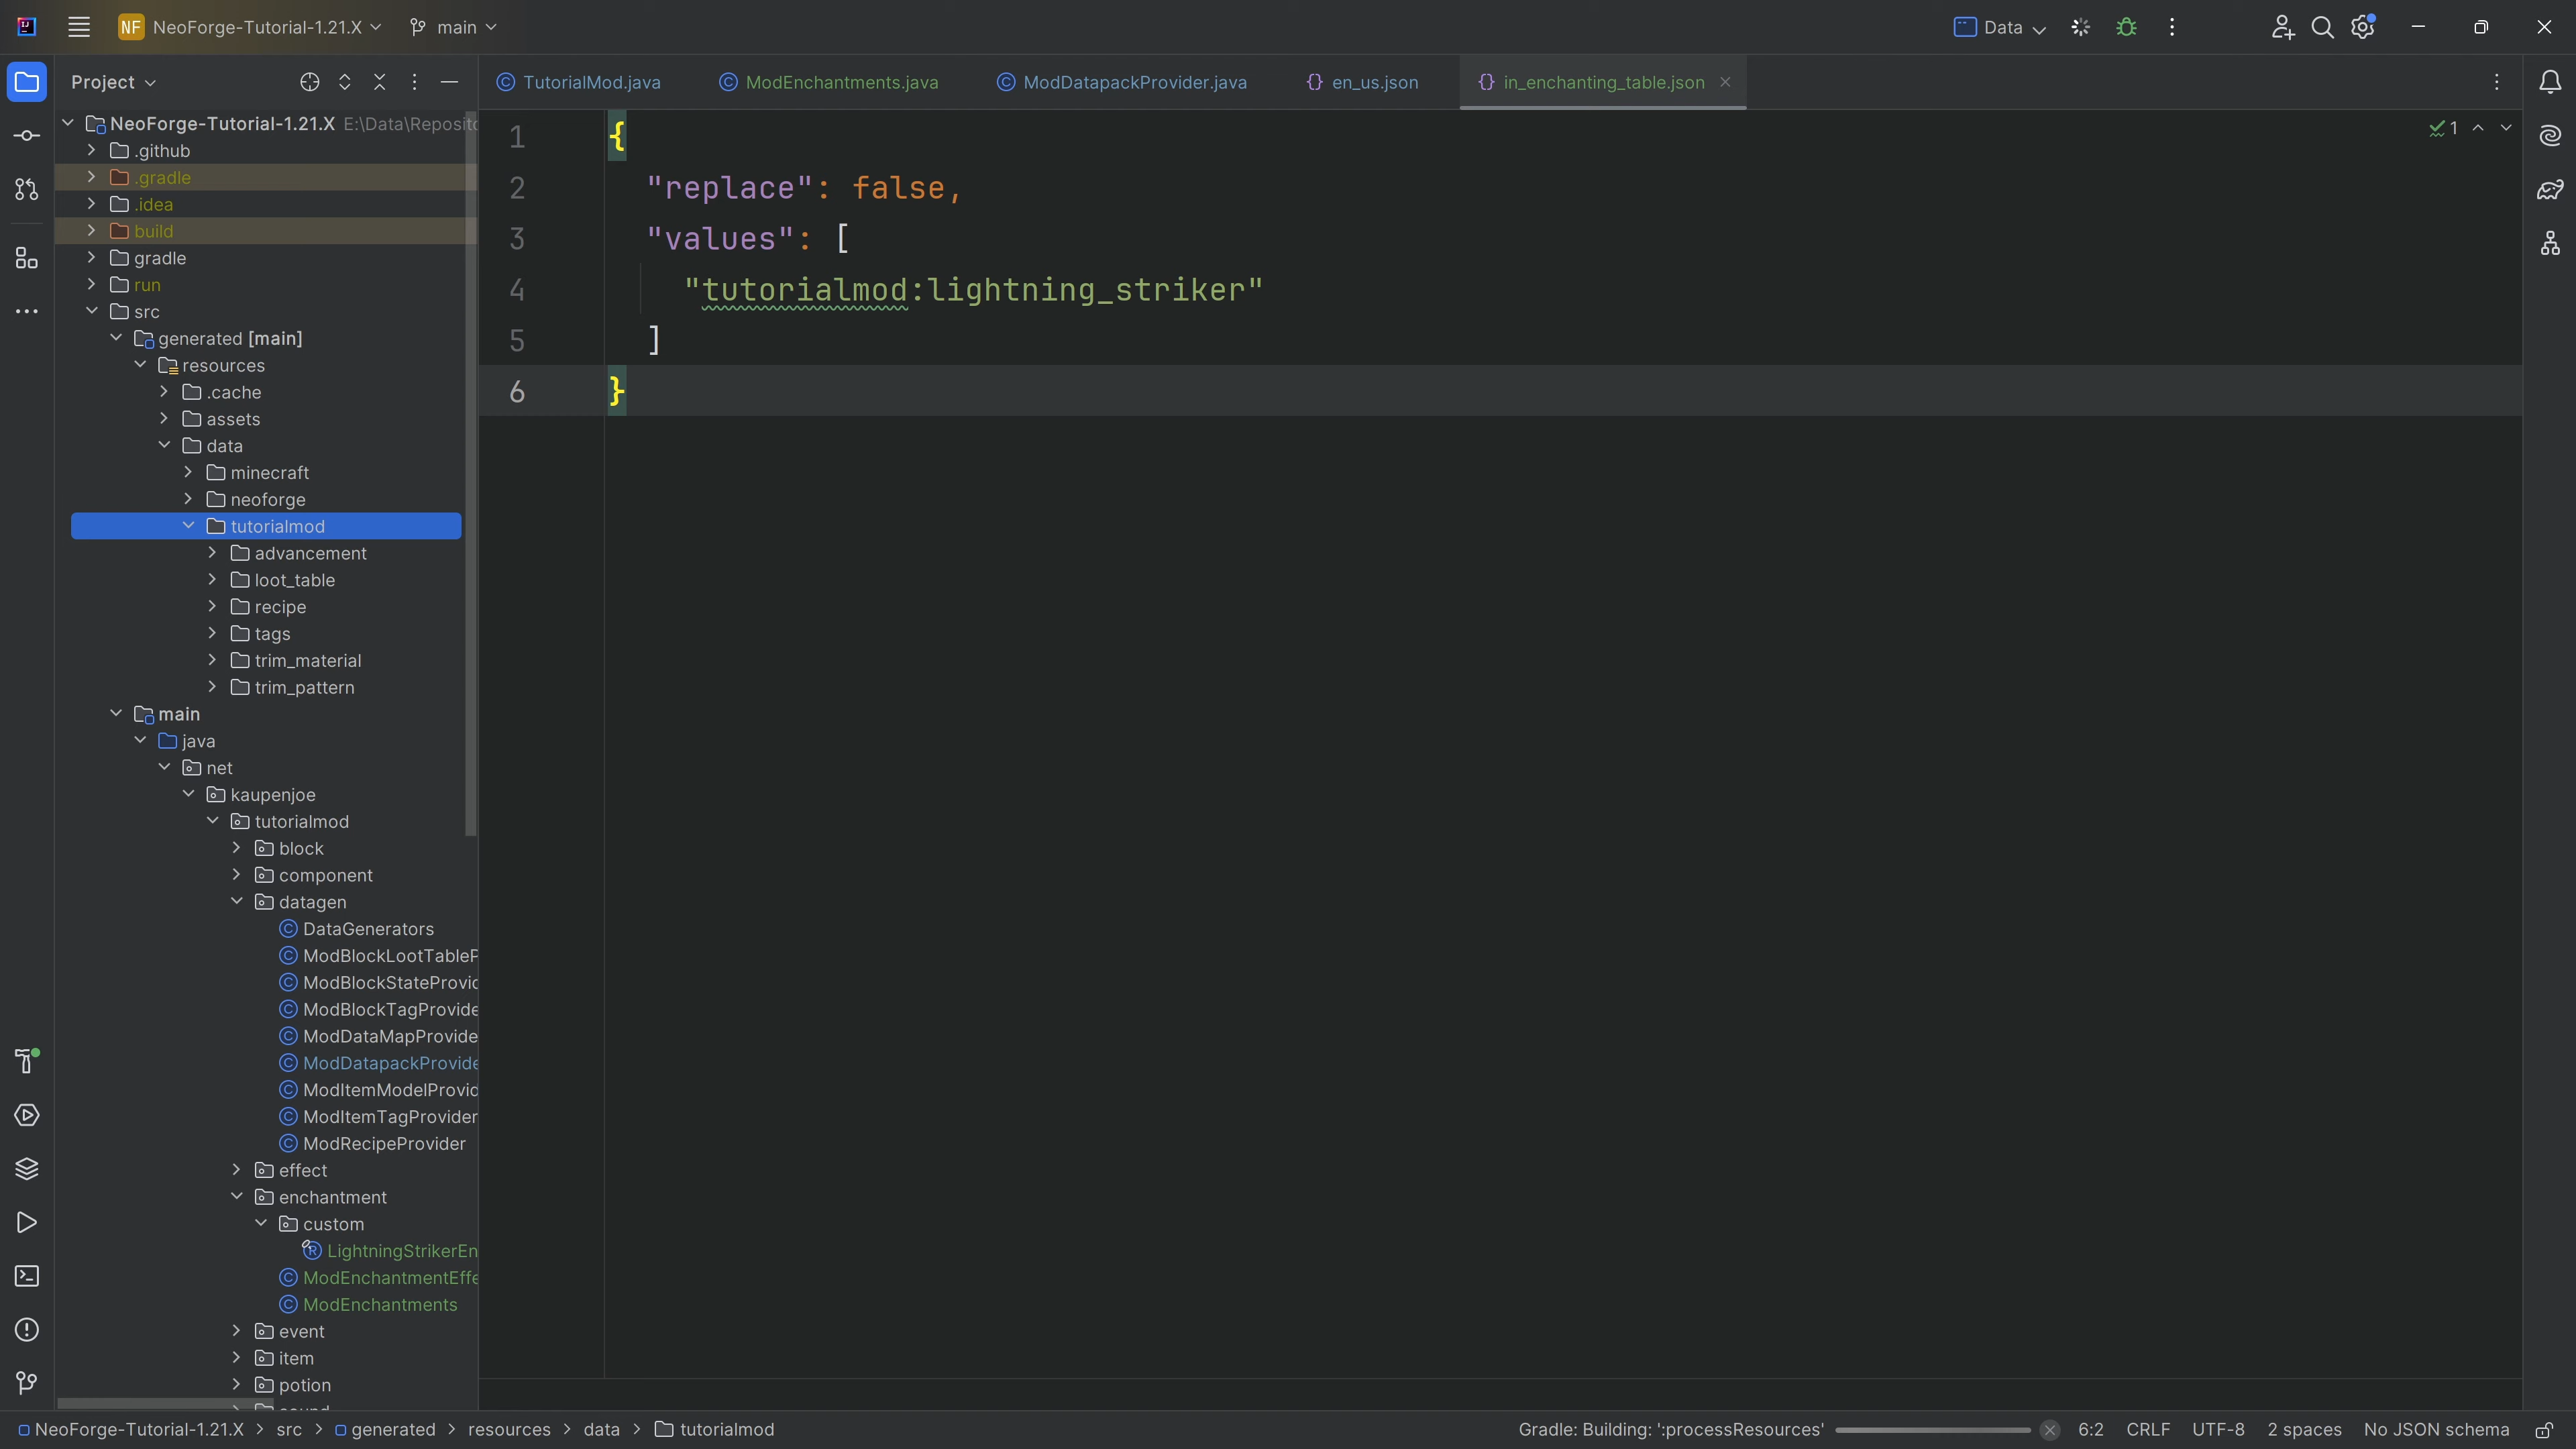 NF NeoForge-Tutorial-1.21.X main Data
Project
TutorialMod.java ModEnchantments.java ModDatapackProvider.java en_us.json in_enchanting_table.json
NeoForge-Tutorial-1.21.X E:\Data\Reposito
.github
.gradle
.idea
build
gradle
run
src
generated [main]
resources
.cache
assets
data
minecraft
neoforge
tutorialmod
advancement
loot_table
recipe
tags
trim_material
trim_pattern
main
java
net
kaupenjoe
tutorialmod
block
component
datagen
DataGenerators
ModBlockLootTableP
ModBlockStateProvid
ModBlockTagProvide
ModDataMapProvide
ModDatapackProvide
ModItemModelProvid
ModItemTagProvider
ModRecipeProvider
effect
enchantment
custom
LightningStrikerEn
ModEnchantmentEffe
ModEnchantments
event
item
potion
1 {
2 "replace": false,
3 "values": [
4 "tutorialmod:lightning_striker"
5 ]
6 }
1
NeoForge-Tutorial-1.21.X > src > generated > resources > data > tutorialmod
Gradle: Building: ':processResources' 6:2 CRLF UTF-8 2 spaces No JSON schema